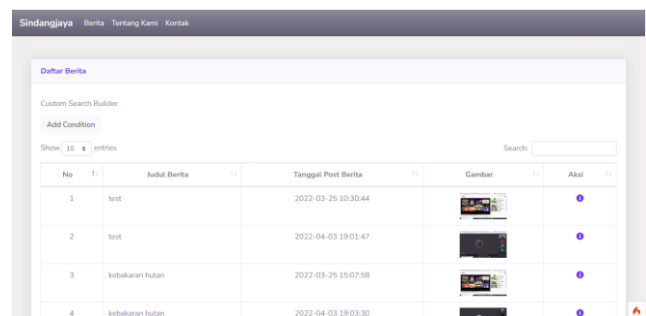 Sindangjaya Berita Tentang Kami Kontak
Daftar Berita
Custom Search Builder
Add Condition
Show 10 entries Search:
No Judul Berita Tanggal Post Berita Gambar Aksi
1 test 2022-03-25 10:30:44
2 test 2022-04-03 19:01:47
3 kebakaran hutan 2022-03-25 15:07:58
4 kebakaran hutan 2022-04-03 19:03:30